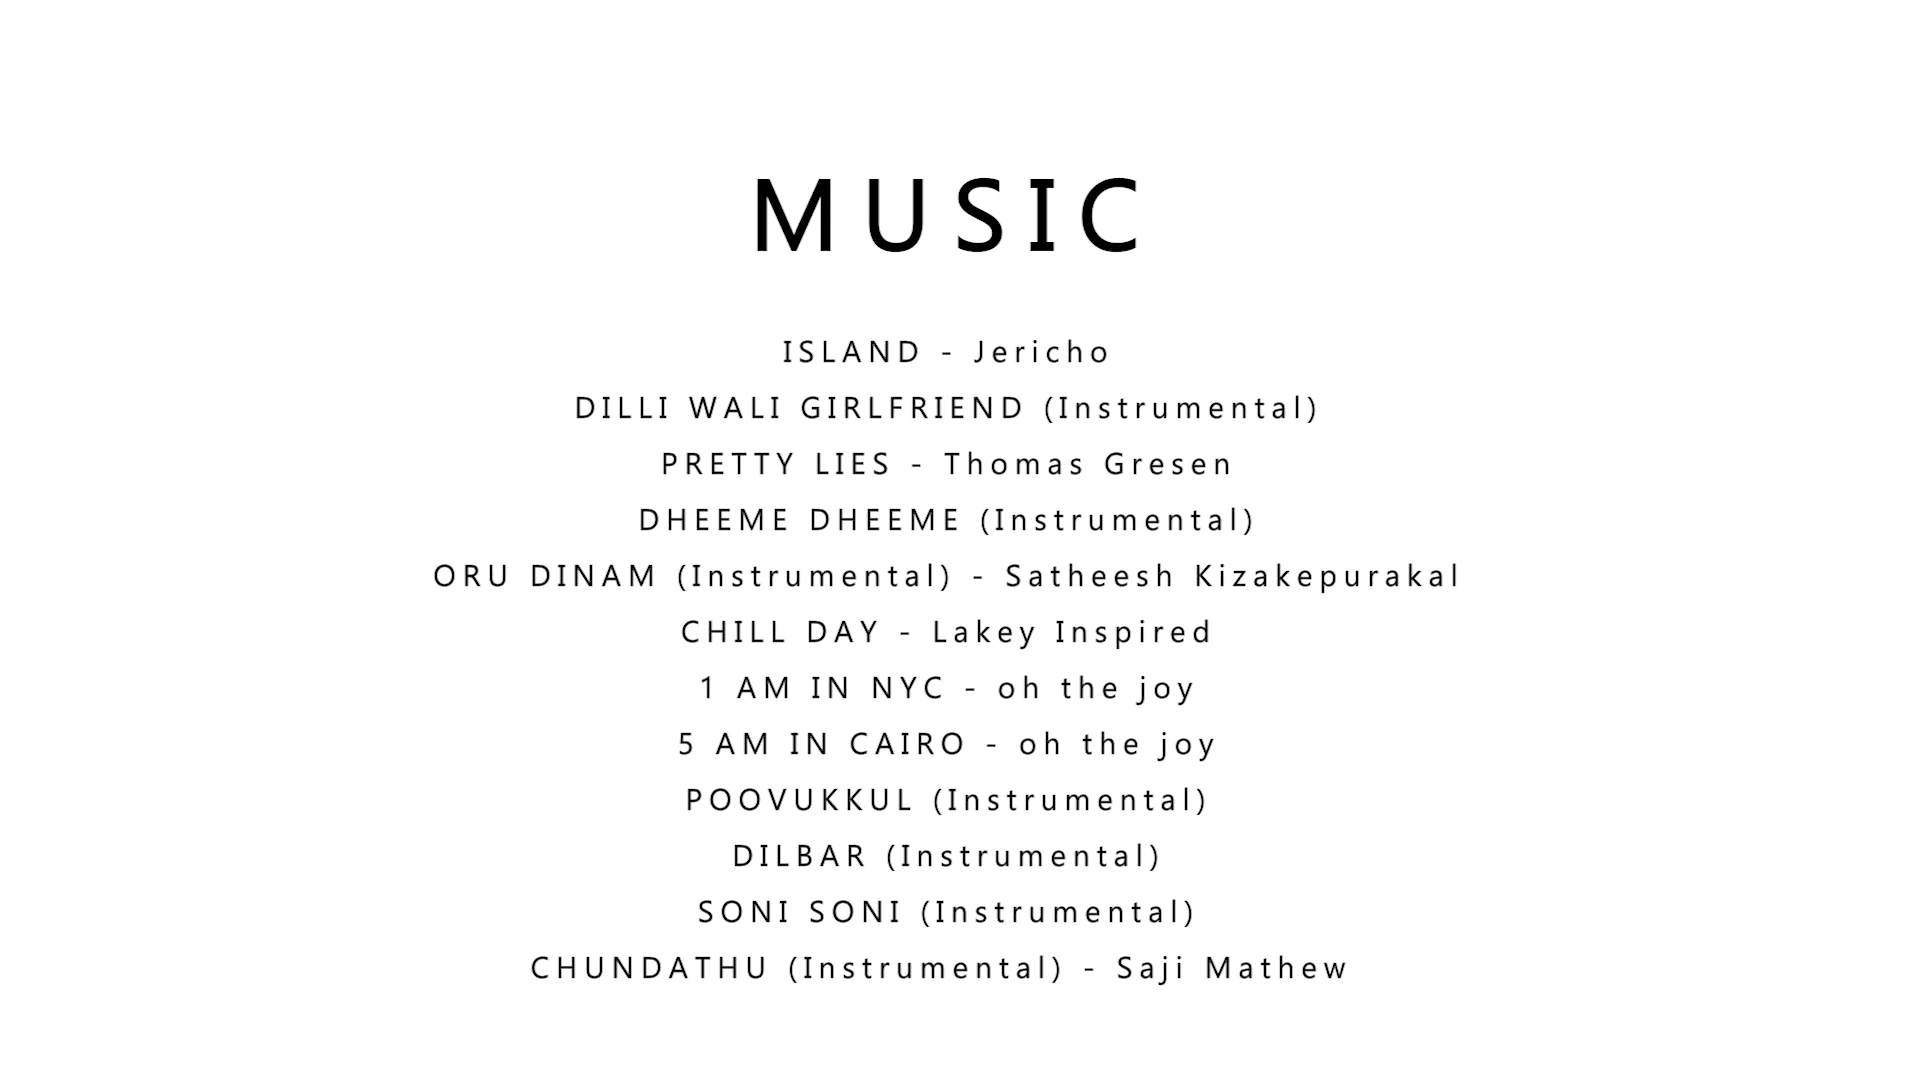 MUSIC
ISLAND - Jericho
DILLI WALI GIRLFRIEND (Instrumental)
PRETTY LIES - Thomas Gresen
DHEEME DHEEME (Instrumental)
ORU DINAM (Instrumental) - Satheesh Kizakepurakal
CHILL DAY - Lakey Inspired
1 AM IN NYC - oh the joy
5 AM IN CAIRO - oh the joy
POOVUKKUL (Instrumental)
DILBAR (Instrumental)
SONI SONI (Instrumental)
CHUNDATHU (Instrumental) - Saji Mathew